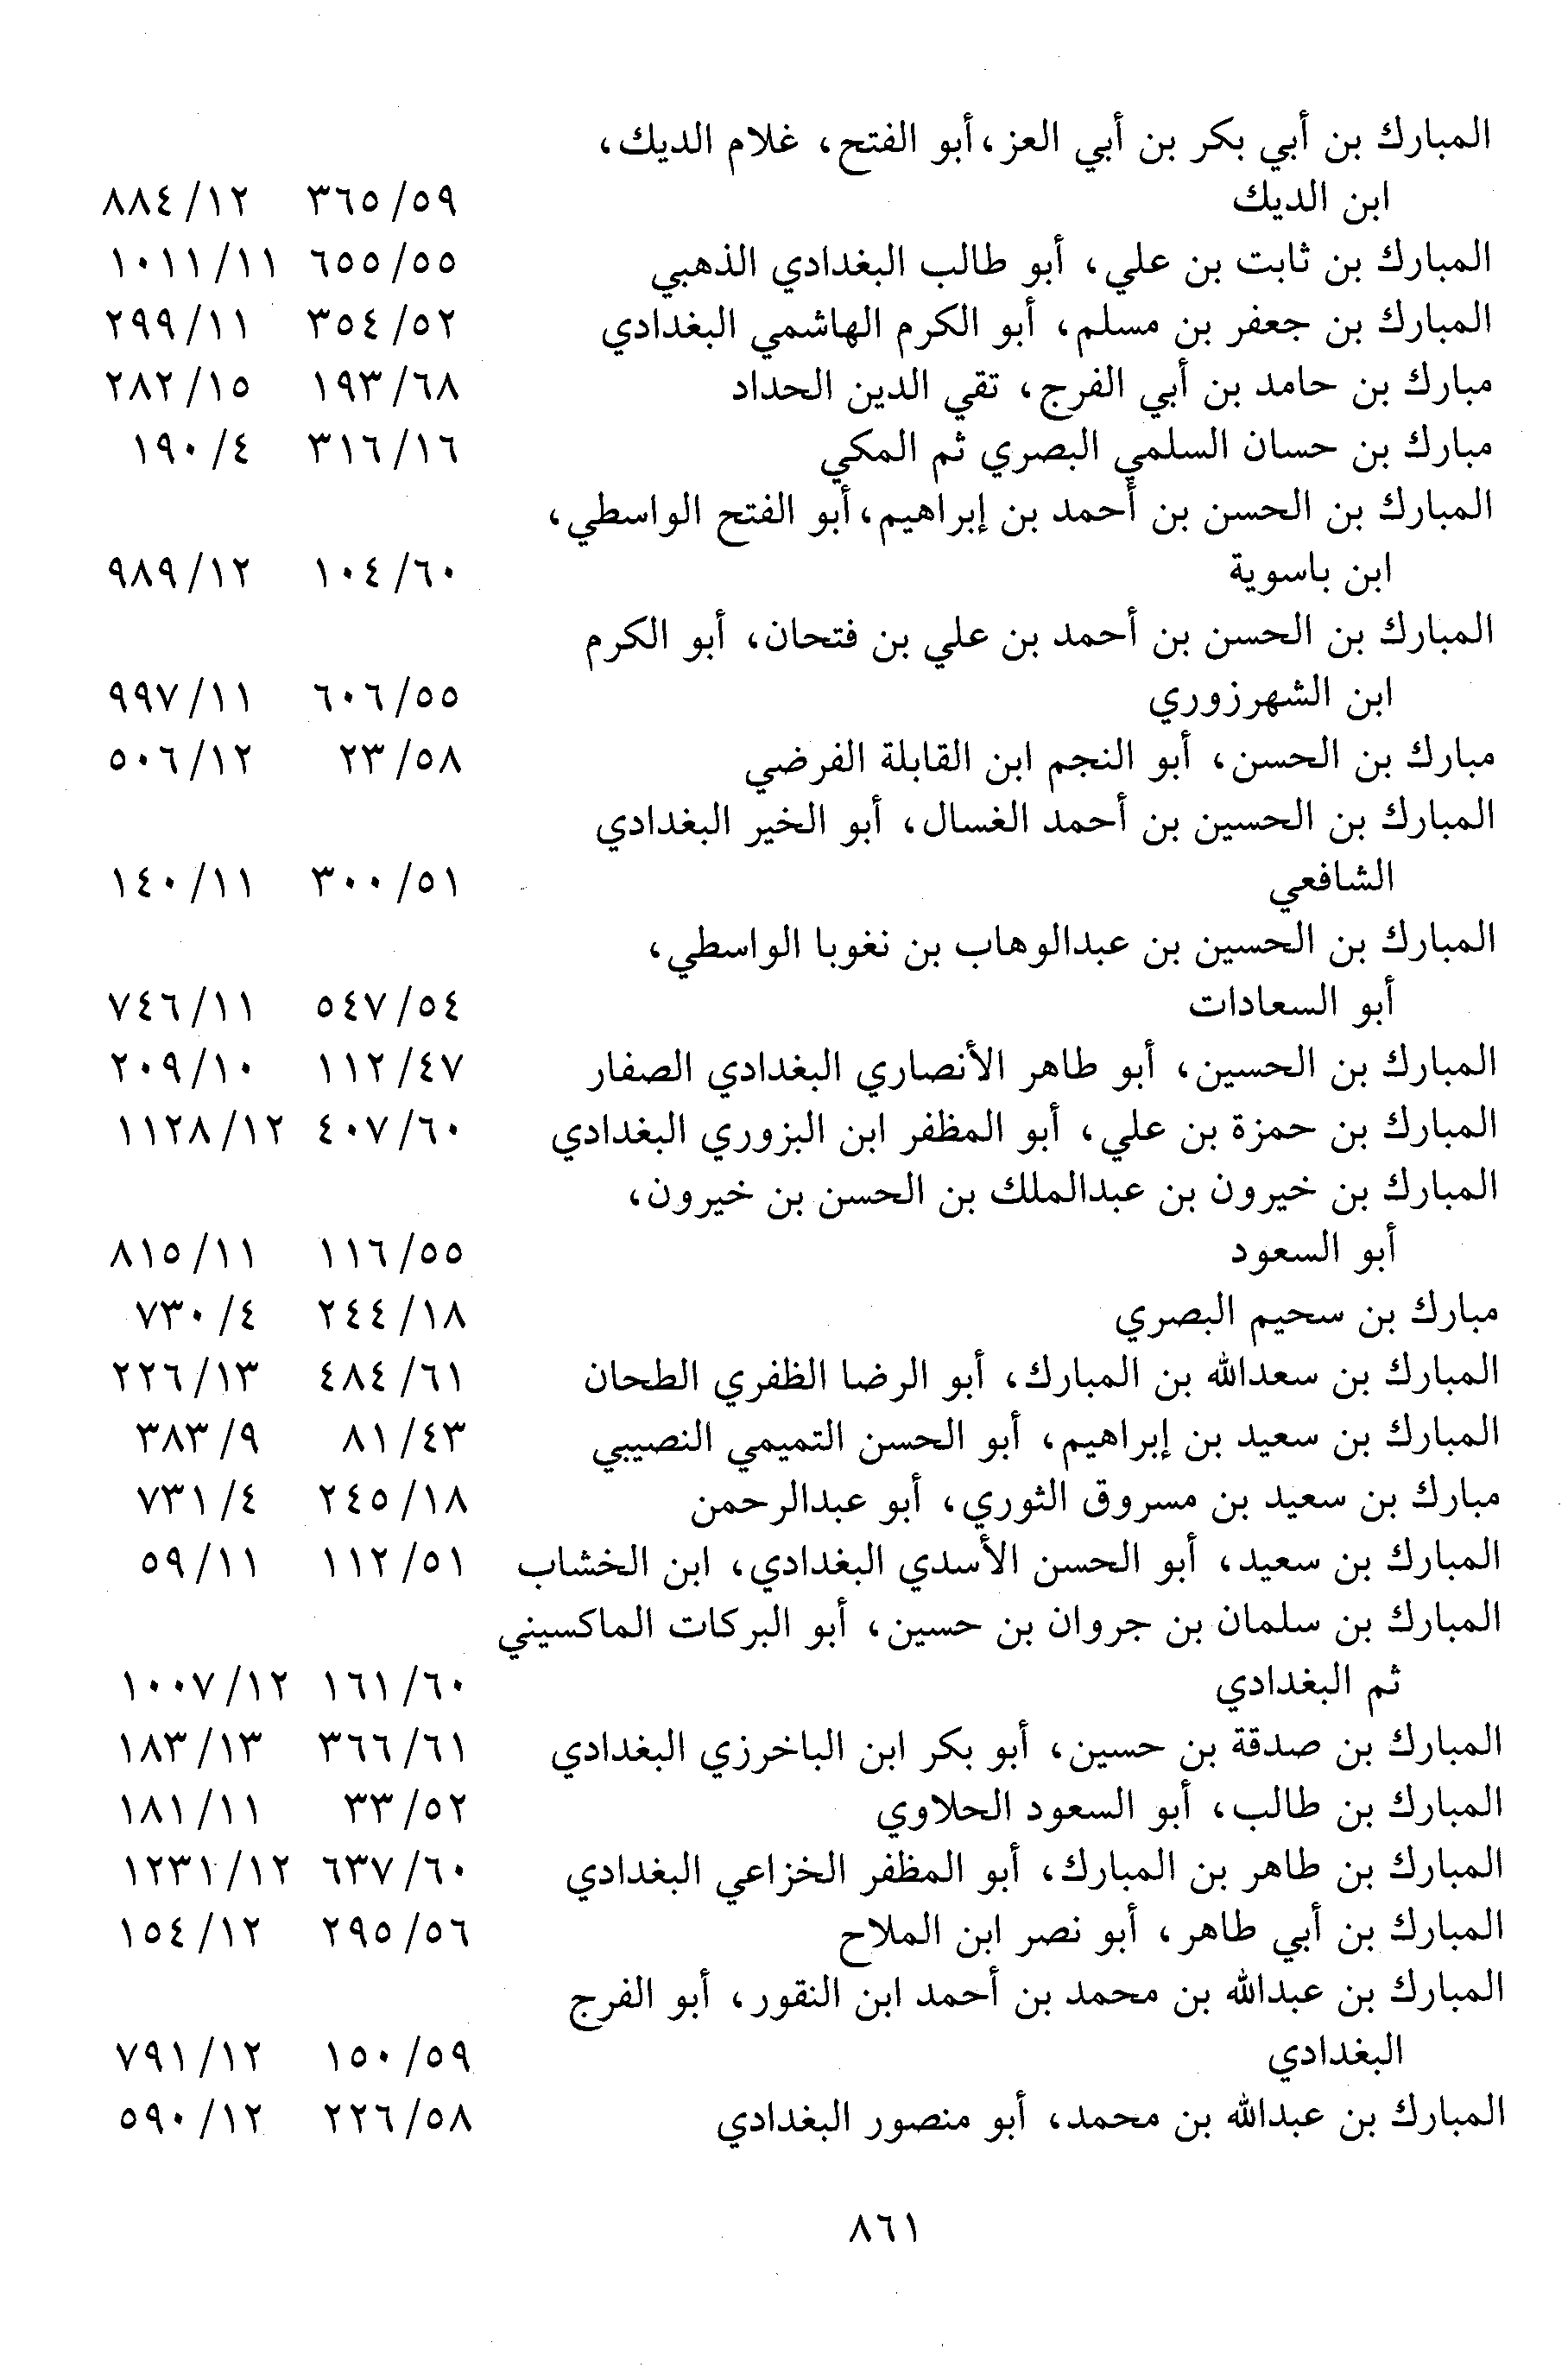 المبارك بن أبي بكر بن أبي العز، أبو الفتح، غلام الديك،
ابن الديك ٣٦٥/٥٩ ٨٨٤/١٢
المبارك بن ثابت بن علي، أبو طالب البغدادي الذهبي ٦٥٥/٥٥ ١٠١١/١١
المبارك بن جعفر بن مسلم، أبو الكرم الهاشمي البغدادي ٣٥٤/٥٢ ٢٩٩/١١
مبارك بن حامد بن أبي الفرج، تقي الدين الحداد ١٩٣/٦٨ ٢٨٢/١٥
مبارك بن حسان السلمي البصري ثم المكي ٣١٦/١٦ ١٩٠/٤
المبارك بن الحسن بن أحمد بن إبراهيم، أبو الفتح الواسطي،
ابن باسوية ١٠٤/٦٠ ٩٨٩/١٢
المبارك بن الحسن بن أحمد بن علي بن فتحان، أبو الكرم
ابن الشهرزوري ٦٠٦/٥٥ ٩٩٧/١١
مبارك بن الحسن، أبو النجم ابن القابلة الفرضي ٢٣/٥٨ ٥٠٦/١٢
المبارك بن الحسين بن أحمد الغسال، أبو الخير البغدادي
الشافعي ٣٠٠/٥١ ١٤٠/١١
المبارك بن الحسين بن عبدالوهاب بن نغوبا الواسطي،
أبو السعادات ٥٤٧/٥٤ ٧٤٦/١١
المبارك بن الحسين، أبو طاهر الأنصاري البغدادي الصفار ١١٢/٤٧ ٢٠٩/١٠
المبارك بن حمزة بن علي، أبو المظفر ابن البزوري البغدادي ٤٠٧/٦٠ ١١٢٨/١٢
المبارك بن خيرون بن عبدالملك بن الحسن بن خيرون،
أبو السعود ١١٦/٥٥ ٨١٥/١١
مبارك بن سحيم البصري ٢٤٤/١٨ ٧٣٠/٤
المبارك بن سعدالله بن المبارك، أبو الرضا الظفري الطحان ٤٨٤/٦١ ٢٢٦/١٣
المبارك بن سعيد بن إبراهيم، أبو الحسن التميمي النصيبي ٨١/٤٣ ٣٨٣/٩
مبارك بن سعيد بن مسروق الثوري، أبو عبدالرحمن ٢٤٥/١٨ ٧٣١/٤
المبارك بن سعيد، أبو الحسن الأسدي البغدادي، ابن الخشاب ١١٢/٥١ ٥٩/١١
المبارك بن سلمان بن جروان بن حسين، أبو البركات الماكسيني
ثم البغدادي ١٦١/٦٠ ١٠٠٧/١٢
المبارك بن صدقة بن حسين، أبو بكر ابن الباخرزي البغدادي ٣٦٦/٦١ ١٨٣/١٣
المبارك بن طالب، أبو السعود الحلاوي ٣٣/٥٢ ١٨١/١١
المبارك بن طاهر بن المبارك، أبو المظفر الخزاعي البغدادي ٦٣٧/٦٠ ١٢٣١/١٢
المبارك بن أبي طاهر، أبو نصر ابن الملاح ٢٩٥/٥٦ ١٥٤/١٢
المبارك بن عبدالله بن محمد بن أحمد ابن النقور، أبو الفرج
البغدادي ١٥٠/٥٩ ٧٩١/١٢
المبارك بن عبدالله بن محمد، أبو منصور البغدادي ٢٢٦/٥٨ ٥٩٠/١٢
٨٦١